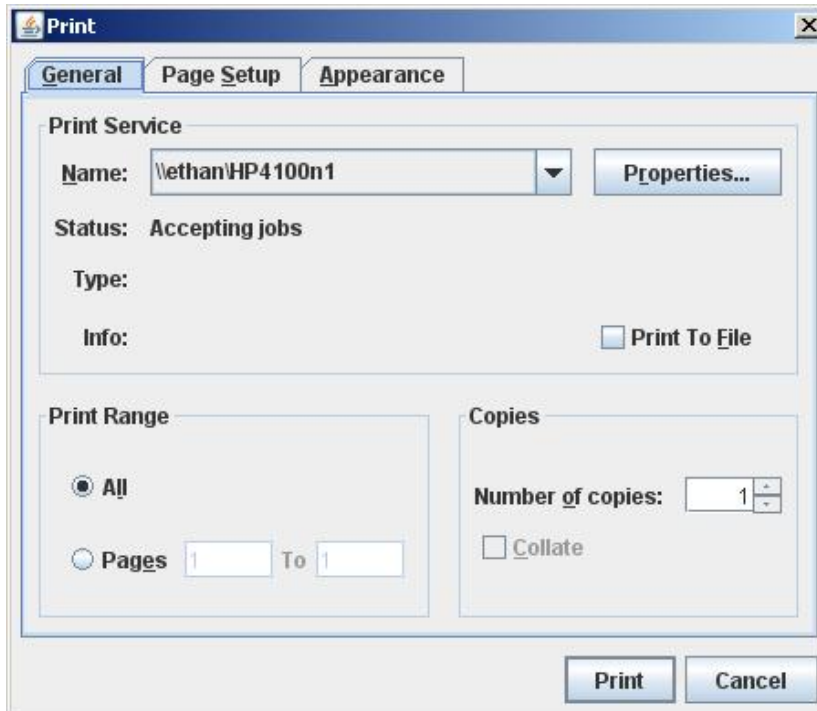 Print
General Page Setup Appearance
Print Service
Name: \\ethan\HP4100n1 Properties...
Status: Accepting jobs
Type:
Info: Print To File
Print Range Copies
All
Number of copies: 1
Pages 1 To 1 Collate
Print Cancel